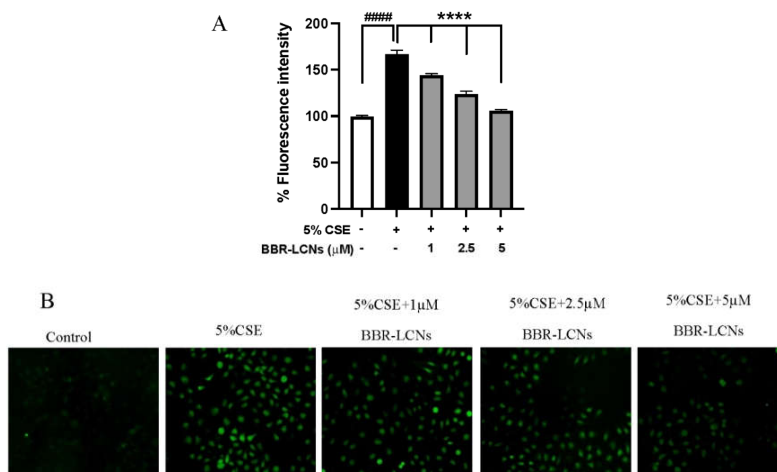 A
####
****
% Fluorescence intensity
200
150
100
50
0
5% CSE - + + + +
BBR-LCNs (μM) - - 1 2.5 5
B
Control
5%CSE
5%CSE+1μM
BBR-LCNs
5%CSE+2.5μM
BBR-LCNs
5%CSE+5μM
BBR-LCNs